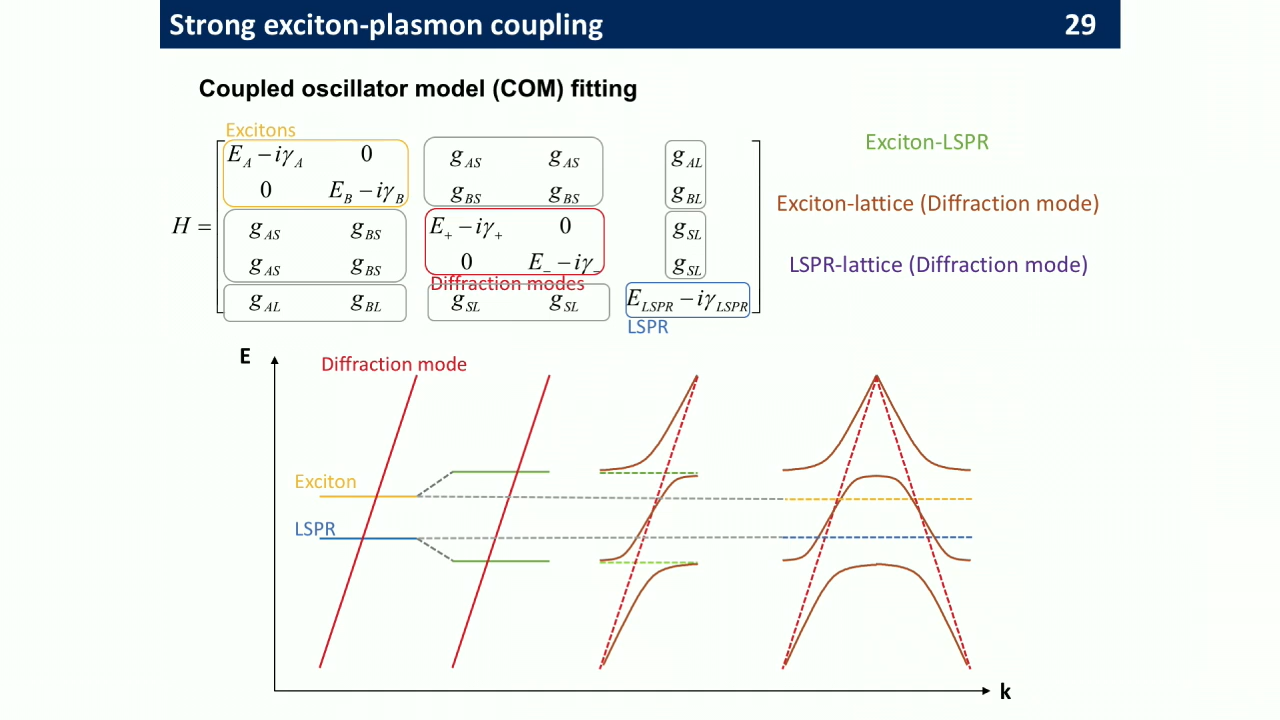 Strong exciton-plasmon coupling 29
Coupled oscillator model (COM) fitting
Excitons
E_A − iγ_A 0 g_AS g_AS g_AL
0 E_B − iγ_B g_BS g_BS g_BL
H = g_AS g_BS E_+ − iγ_+ 0 g_SL
g_AS g_BS 0 E_− − iγ_− g_SL
Diffraction modes
g_AL g_BL g_SL g_SL E_LSPR − iγ_LSPR
LSPR
Exciton-LSPR
Exciton-lattice (Diffraction mode)
LSPR-lattice (Diffraction mode)
E
Diffraction mode
Exciton
LSPR
k